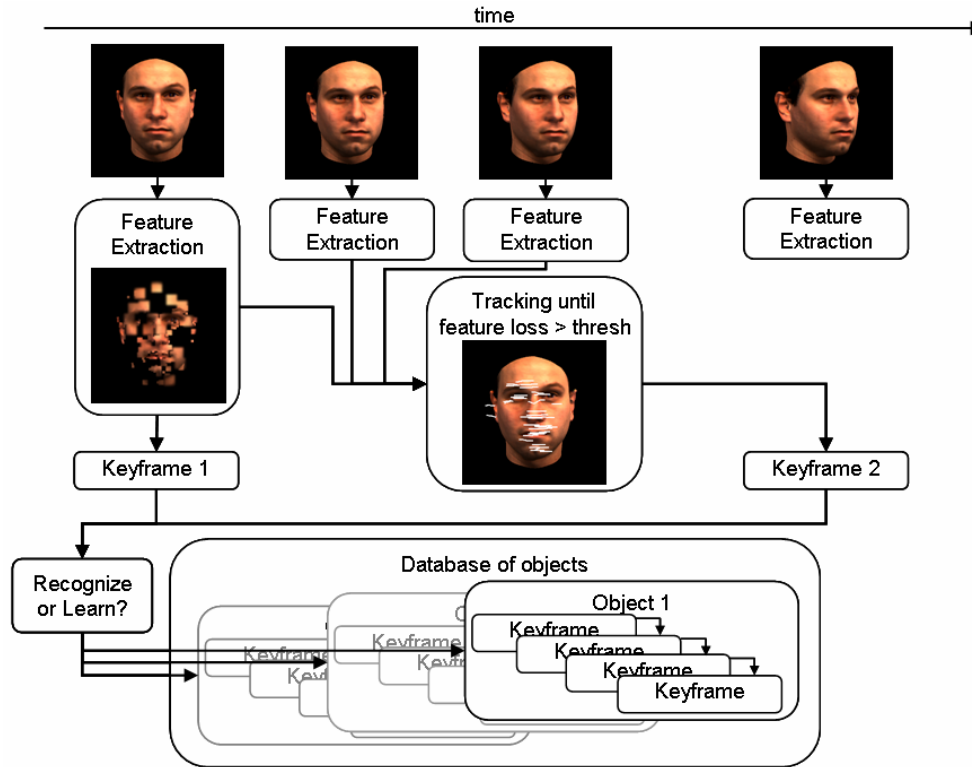 time
Feature
Extraction
Feature
Extraction
Feature
Extraction
Feature
Extraction
Tracking until
feature loss > thresh
Keyframe 1
Keyframe 2
Recognize
or Learn?
Database of objects
Object 1
Keyframe
Keyframe
Keyframe
Keyframe
Keyframe